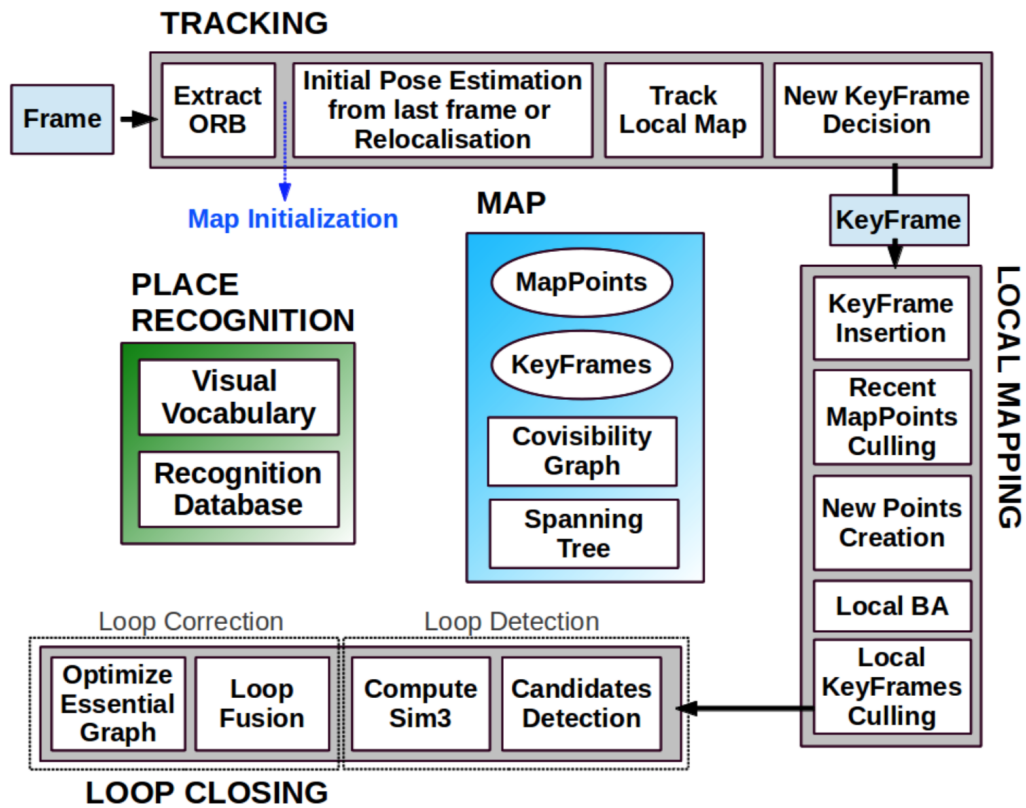 TRACKING
Frame
Extract
ORB
Initial Pose Estimation
from last frame or
Relocalisation
Track
Local Map
New KeyFrame
Decision
Map Initialization
MAP
KeyFrame
PLACE
RECOGNITION
Visual
Vocabulary
Recognition
Database
MapPoints
KeyFrames
Covisibility
Graph
Spanning
Tree
LOCAL MAPPING
KeyFrame
Insertion
Recent
MapPoints
Culling
New Points
Creation
Local BA
Local
KeyFrames
Culling
Loop Correction
Loop Detection
Optimize
Essential
Graph
Loop
Fusion
Compute
Sim3
Candidates
Detection
LOOP CLOSING